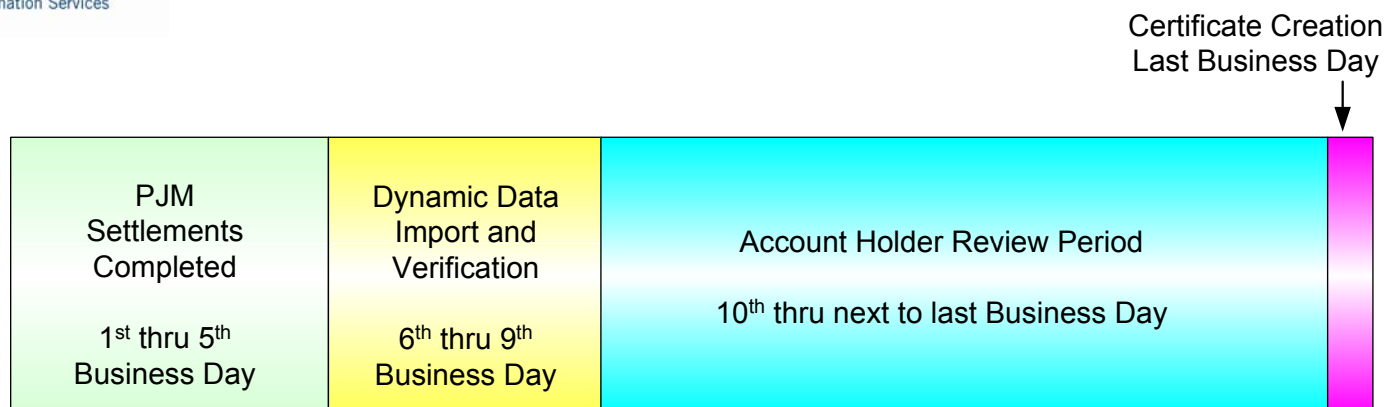 Services
Certificate Creation
Last Business Day
PJM
Settlements
Completed
1st thru 5th
Business Day
Dynamic Data
Import and
Verification
6th thru 9th
Business Day
Account Holder Review Period
10th thru next to last Business Day